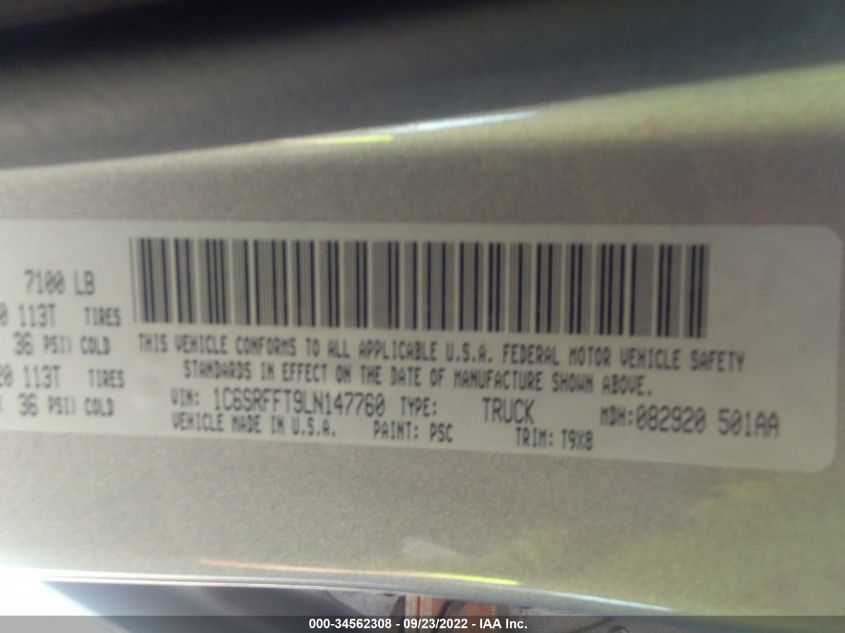 7100 LB
0 113T TIRES
36 PSI) COLD
20 113T TIRES
36 PSI) COLD
THIS VEHICLE CONFORMS TO ALL APPLICABLE U.S.A. FEDERAL MOTOR VEHICLE SAFETY
STANDARDS IN EFFECT ON THE DATE OF MANUFACTURE SHOWN ABOVE.
VIN: 1C6SRFFT9LN147760 TYPE: TRUCK MDH:082920 501AA
VEHICLE MADE IN U.S.A. PAINT: PSC TRIM: T9X8
000-34562308 - 09/23/2022 - IAA Inc.